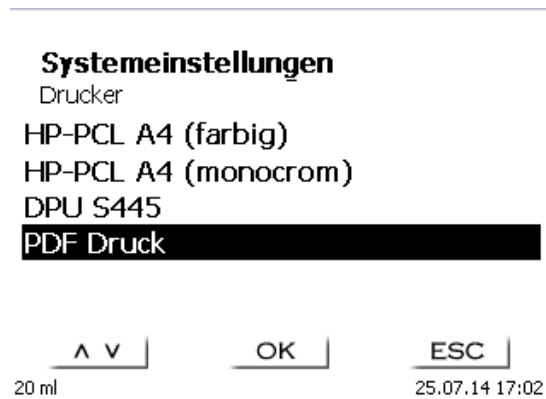 Systemeinstellungen
Drucker
HP-PCL A4 (farbig)
HP-PCL A4 (monocrom)
DPU S445
PDF Druck
∧ ∨ OK ESC
20 ml 25.07.14 17:02